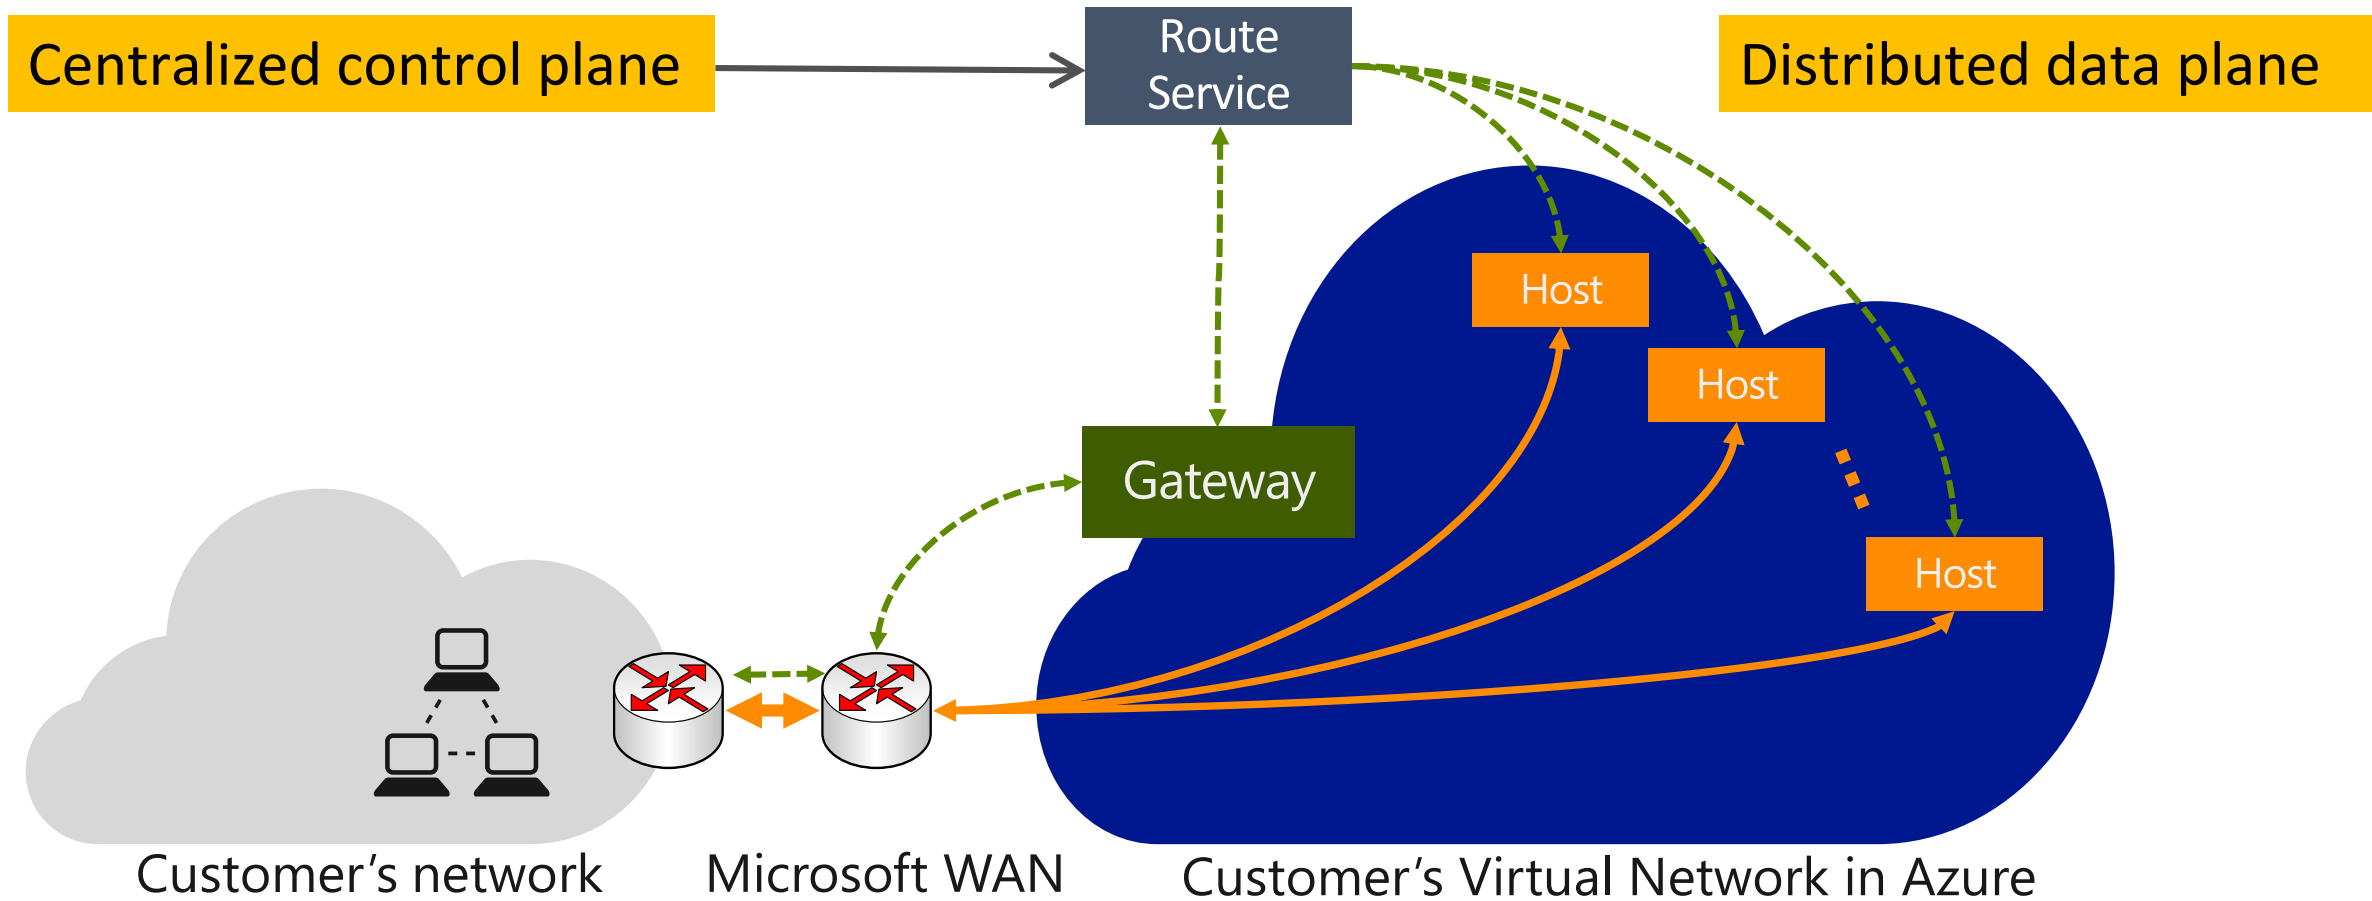 Centralized control plane
Route
Service
Distributed data plane
Host
Host
Gateway
Host
Customer’s network
Microsoft WAN
Customer’s Virtual Network in Azure